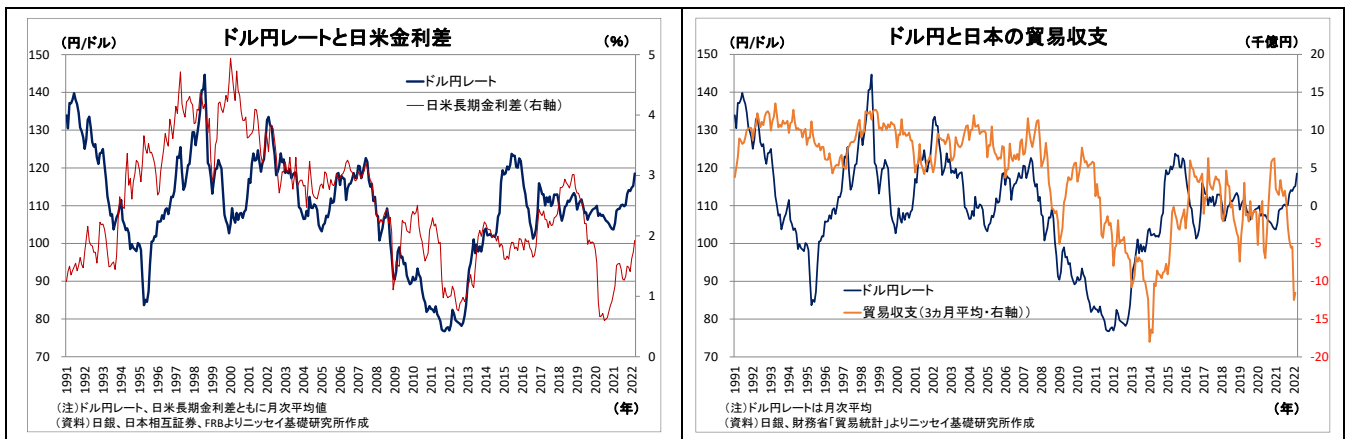 ドル円レートと日米金利差
(円/ドル)
(%)
150
140
130
120
110
100
90
80
70
5
4
3
2
1
0
ドル円レート
日米長期金利差(右軸)
1991 1992 1993 1994 1995 1996 1997 1998 1999 2000 2001 2002 2003 2004 2005 2006 2007 2008 2009 2010 2011 2012 2013 2014 2015 2016 2017 2018 2019 2020 2021 2022
(注)ドル円レート、日米長期金利差ともに月次平均値
(年)
(資料)日銀、日本相互証券、FRBよりニッセイ基礎研究所作成
ドル円と日本の貿易収支
(円/ドル)
(千億円)
150
140
130
120
110
100
90
80
70
20
15
10
5
0
-5
-10
-15
-20
ドル円レート
貿易収支(3ヵ月平均・右軸))
1991 1992 1993 1994 1995 1996 1997 1998 1999 2000 2001 2002 2003 2004 2005 2006 2007 2008 2009 2010 2011 2012 2013 2014 2015 2016 2017 2018 2019 2020 2021 2022
(注)ドル円レートは月次平均
(年)
(資料)日銀、財務省「貿易統計」よりニッセイ基礎研究所作成